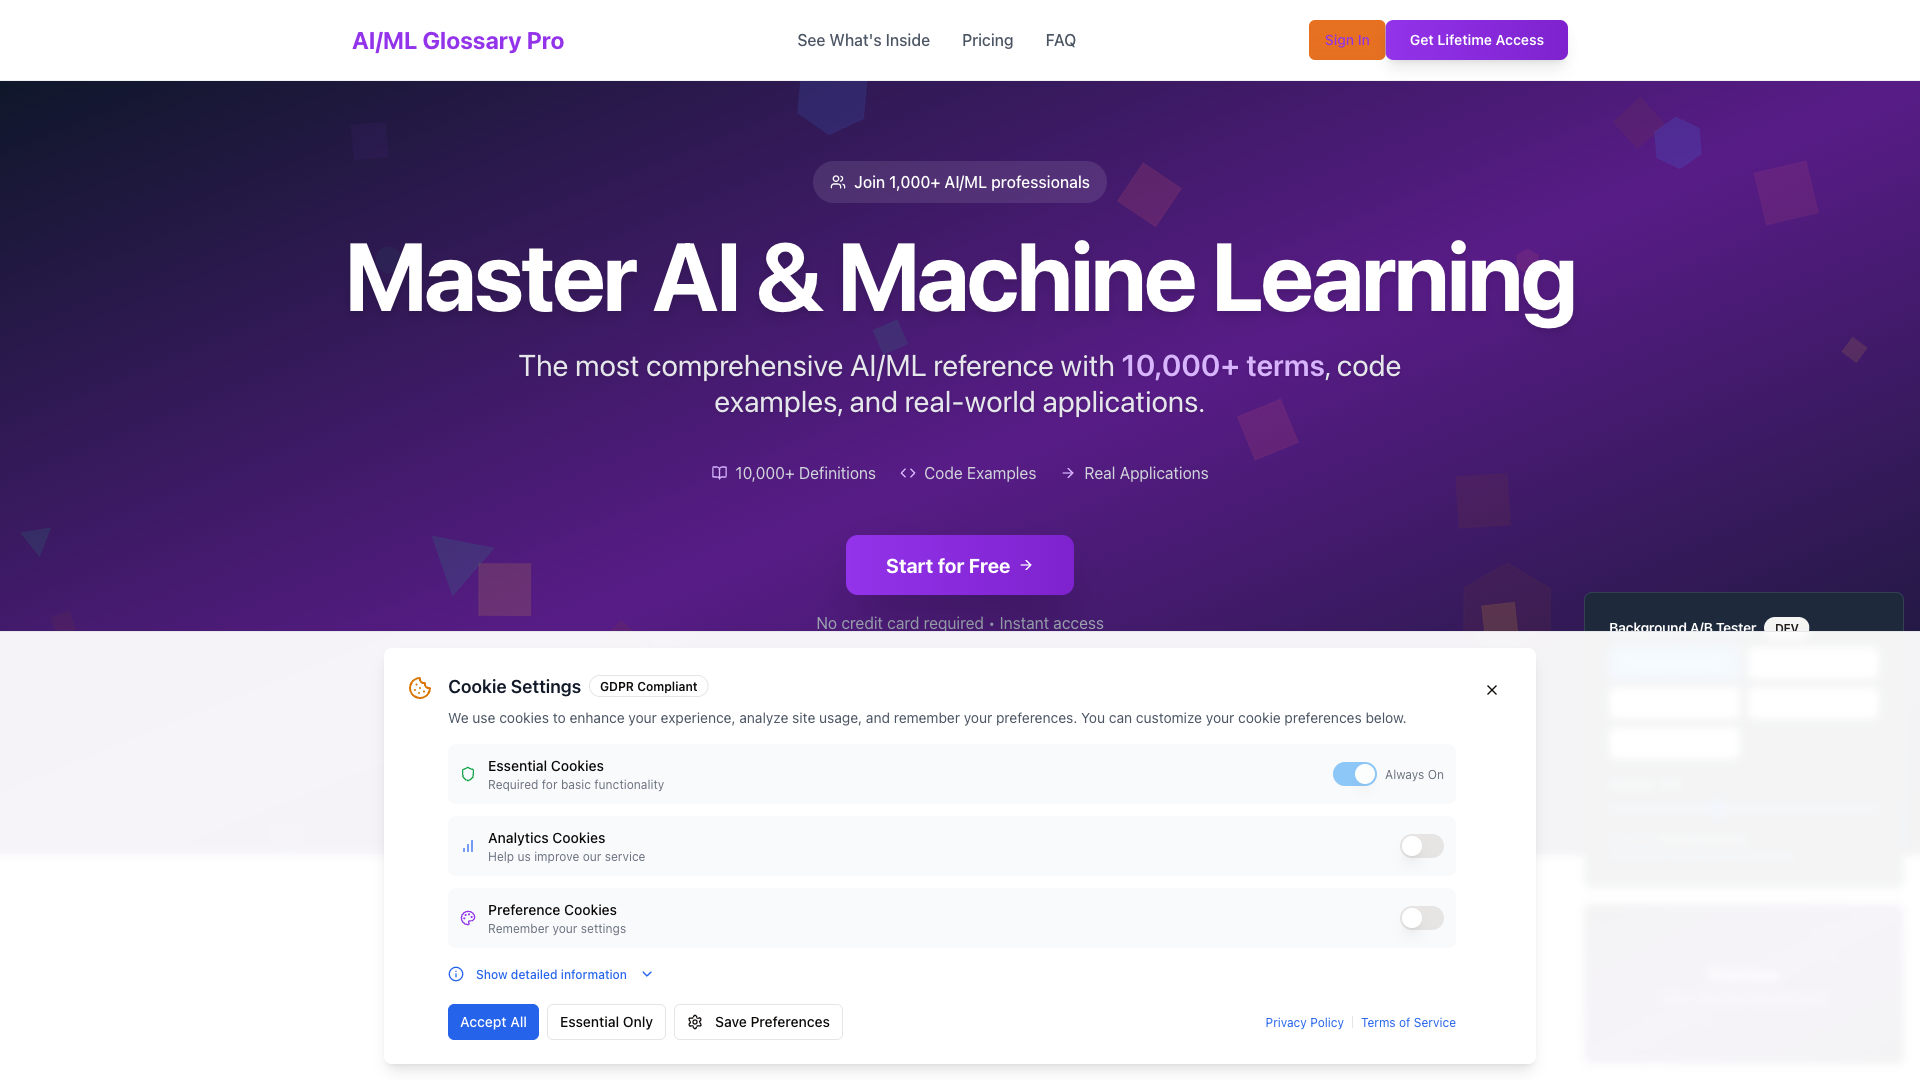 AI/ML Glossary Pro
See What's Inside
Pricing
FAQ
Sign In
Get Lifetime Access
Join 1,000+ AI/ML professionals
Master AI & Machine Learning
The most comprehensive AI/ML reference with 10,000+ terms, code
examples, and real-world applications.
10,000+ Definitions
Code Examples
Real Applications
Start for Free
No credit card required • Instant access
Background A/B Tester
DEV
Cookie Settings
GDPR Compliant
We use cookies to enhance your experience, analyze site usage, and remember your preferences. You can customize your cookie preferences below.
Essential Cookies
Required for basic functionality
Always On
Analytics Cookies
Help us improve our service
Preference Cookies
Remember your settings
Show detailed information
Accept All
Essential Only
Save Preferences
Privacy Policy
Terms of Service